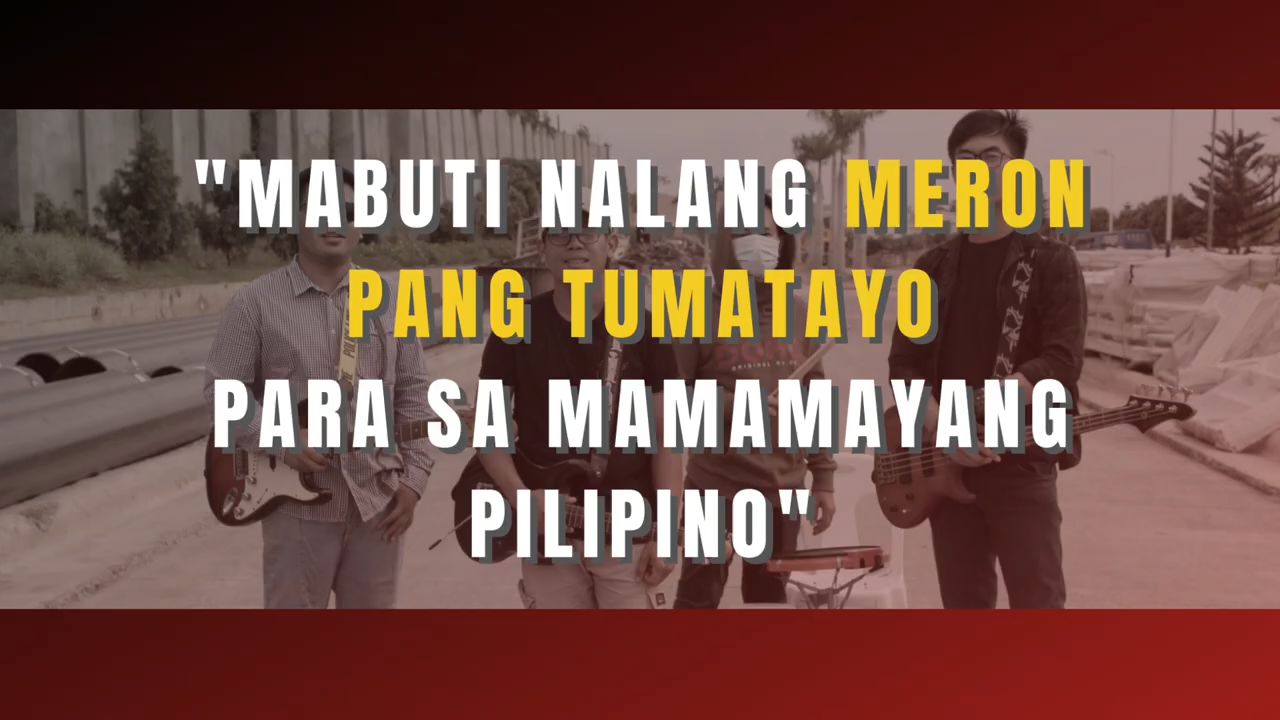 "MABUTI NALANG MERON
PANG TUMATAYO
PARA SA MAMAMAYANG
PILIPINO"